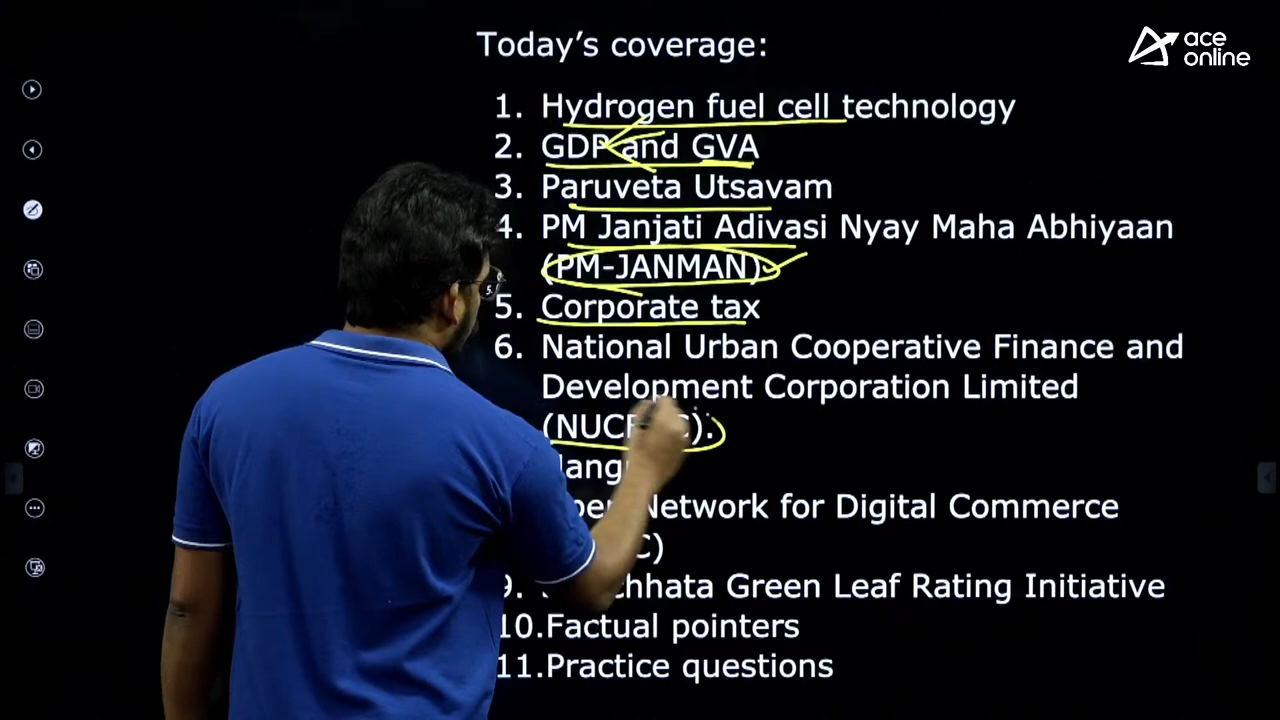 Today's coverage:
ace
online
1. Hydrogen fuel cell technology
2. GDP and GVA
3. Paruveta Utsavam
4. PM Janjati Adivasi Nyay Maha Abhiyaan
(PM-JANMAN)
5. Corporate tax
6. National Urban Cooperative Finance and
Development Corporation Limited
Network for Digital Commerce
9. Green Leaf Rating Initiative
10.Factual pointers
11.Practice questions